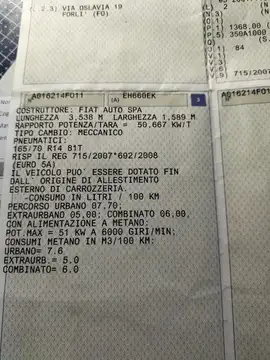 (C.2.3) VIA OSLAVIA 19
FORLI' (FO)
2
(N.3)
(N.
1368.00
350A1000
84
715/2007
A016214FO11
(A) EH660EK
3
A016214FO11
COSTRUTTORE: FIAT AUTO SPA
LUNGHEZZA 3,538 M LARGHEZZA 1,589 M
RAPPORTO POTENZA/TARA = 50,667 KW/T
TIPO CAMBIO: MECCANICO
PNEUMATICI:
165/70 R14 81T
RISP IL REG 715/2007*692/2008
(EURO 5A)
IL VEICOLO PUO' ESSERE DOTATO FIN
DALL' ORIGINE DI ALLESTIMENTO
ESTERNO DI CARROZZERIA.
-CONSUMO IN LITRI / 100 KM
PERCORSO URBANO 07,70;
EXTRAURBANO 05,00; COMBINATO 06,00.
CON ALIMENTAZIONE A METANO:
POT.MAX = 51 KW A 6000 GIRI/MIN;
CONSUMI METANO IN M3/100 KM:
URBANO= 7.6
EXTRAURB.= 5.0
COMBINATO= 6.0